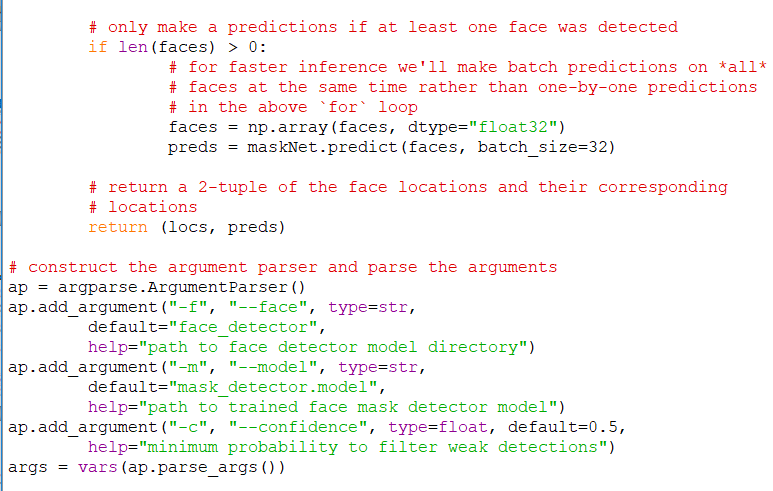 # only make a predictions if at least one face was detected
if len(faces) > 0:
# for faster inference we'll make batch predictions on *all*
# faces at the same time rather than one-by-one predictions
# in the above `for` loop
faces = np.array(faces, dtype="float32")
preds = maskNet.predict(faces, batch_size=32)
# return a 2-tuple of the face locations and their corresponding
# locations
return (locs, preds)
# construct the argument parser and parse the arguments
ap = argparse.ArgumentParser()
ap.add_argument("-f", "--face", type=str,
default="face_detector",
help="path to face detector model directory")
ap.add_argument("-m", "--model", type=str,
default="mask_detector.model",
help="path to trained face mask detector model")
ap.add_argument("-c", "--confidence", type=float, default=0.5,
help="minimum probability to filter weak detections")
args = vars(ap.parse_args())